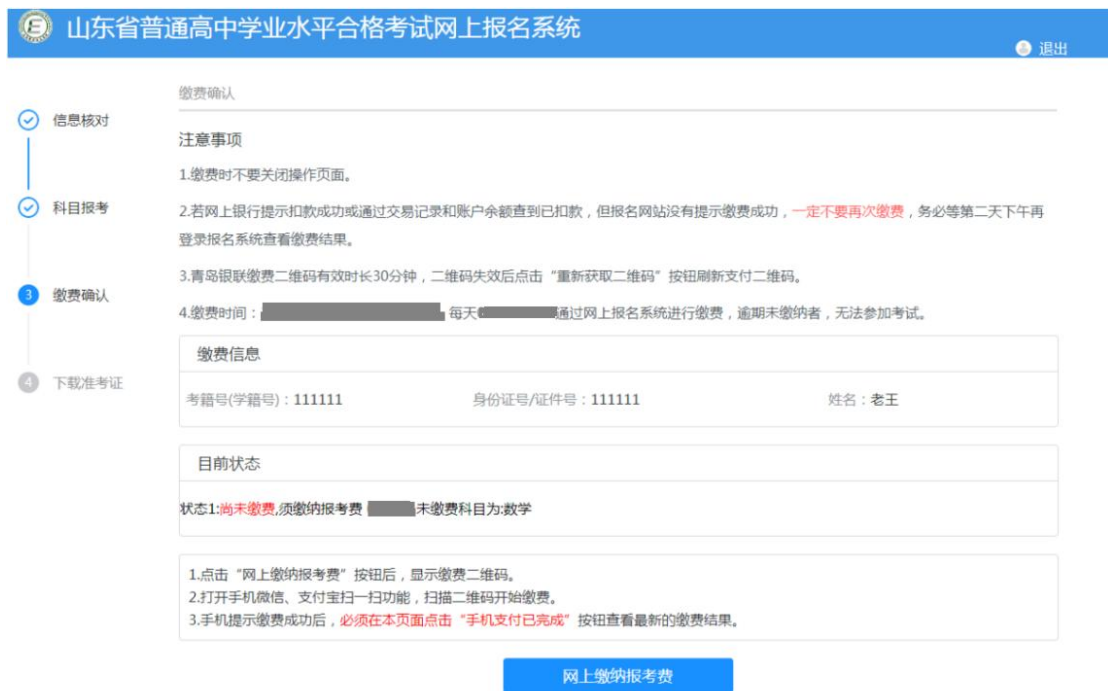 山东省普通高中学业水平合格考试网上报名系统
退出
缴费确认
信息核对
注意事项
1.缴费时不要关闭操作页面。
科目报考
2.若网上银行提示扣款成功或通过交易记录和账户余额查到已扣款，但报名网站没有提示缴费成功，一定不要再次缴费，务必等第二天下午再
登录报名系统查看缴费结果。
3.青岛银联缴费二维码有效时长30分钟，二维码失效后点击“重新获取二维码”按钮刷新支付二维码。
3 缴费确认
4.缴费时间： 每天 通过网上报名系统进行缴费，逾期未缴纳者，无法参加考试。
缴费信息
4 下载准考证
考籍号(学籍号)：111111 身份证号/证件号：111111 姓名：老王
目前状态
状态1:尚未缴费,须缴纳报考费 未缴费科目为:数学
1.点击“网上缴纳报考费”按钮后，显示缴费二维码。
2.打开手机微信、支付宝扫一扫功能，扫描二维码开始缴费。
3.手机提示缴费成功后，必须在本页面点击“手机支付已完成”按钮查看最新的缴费结果。
网上缴纳报考费